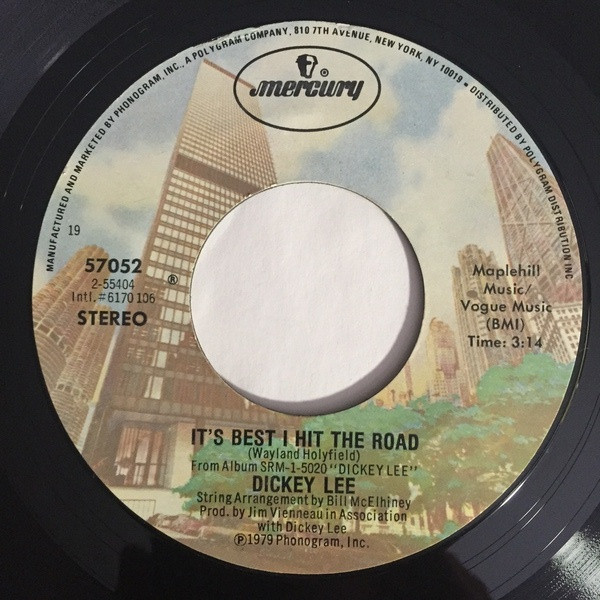 MANUFACTURED AND MARKETED BY PHONOGRAM, INC., A POLYGRAM COMPANY, 810 7TH AVENUE, NEW YORK, NY 10019 • DISTRIBUTED BY POLYGRAM DISTRIBUTION INC
mercury ®
19
57052
2-55404
Intl. #6170 106
STEREO
®
Maplehill
Music/
Vogue Music
(BMI)
Time: 3:14
IT'S BEST I HIT THE ROAD
(Wayland Holyfield)
From Album SRM-1-5020 "DICKEY LEE"
DICKEY LEE
String Arrangement by Bill McElhiney
Prod. by Jim Vienneau in Association
with Dickey Lee
℗1979 Phonogram, Inc.